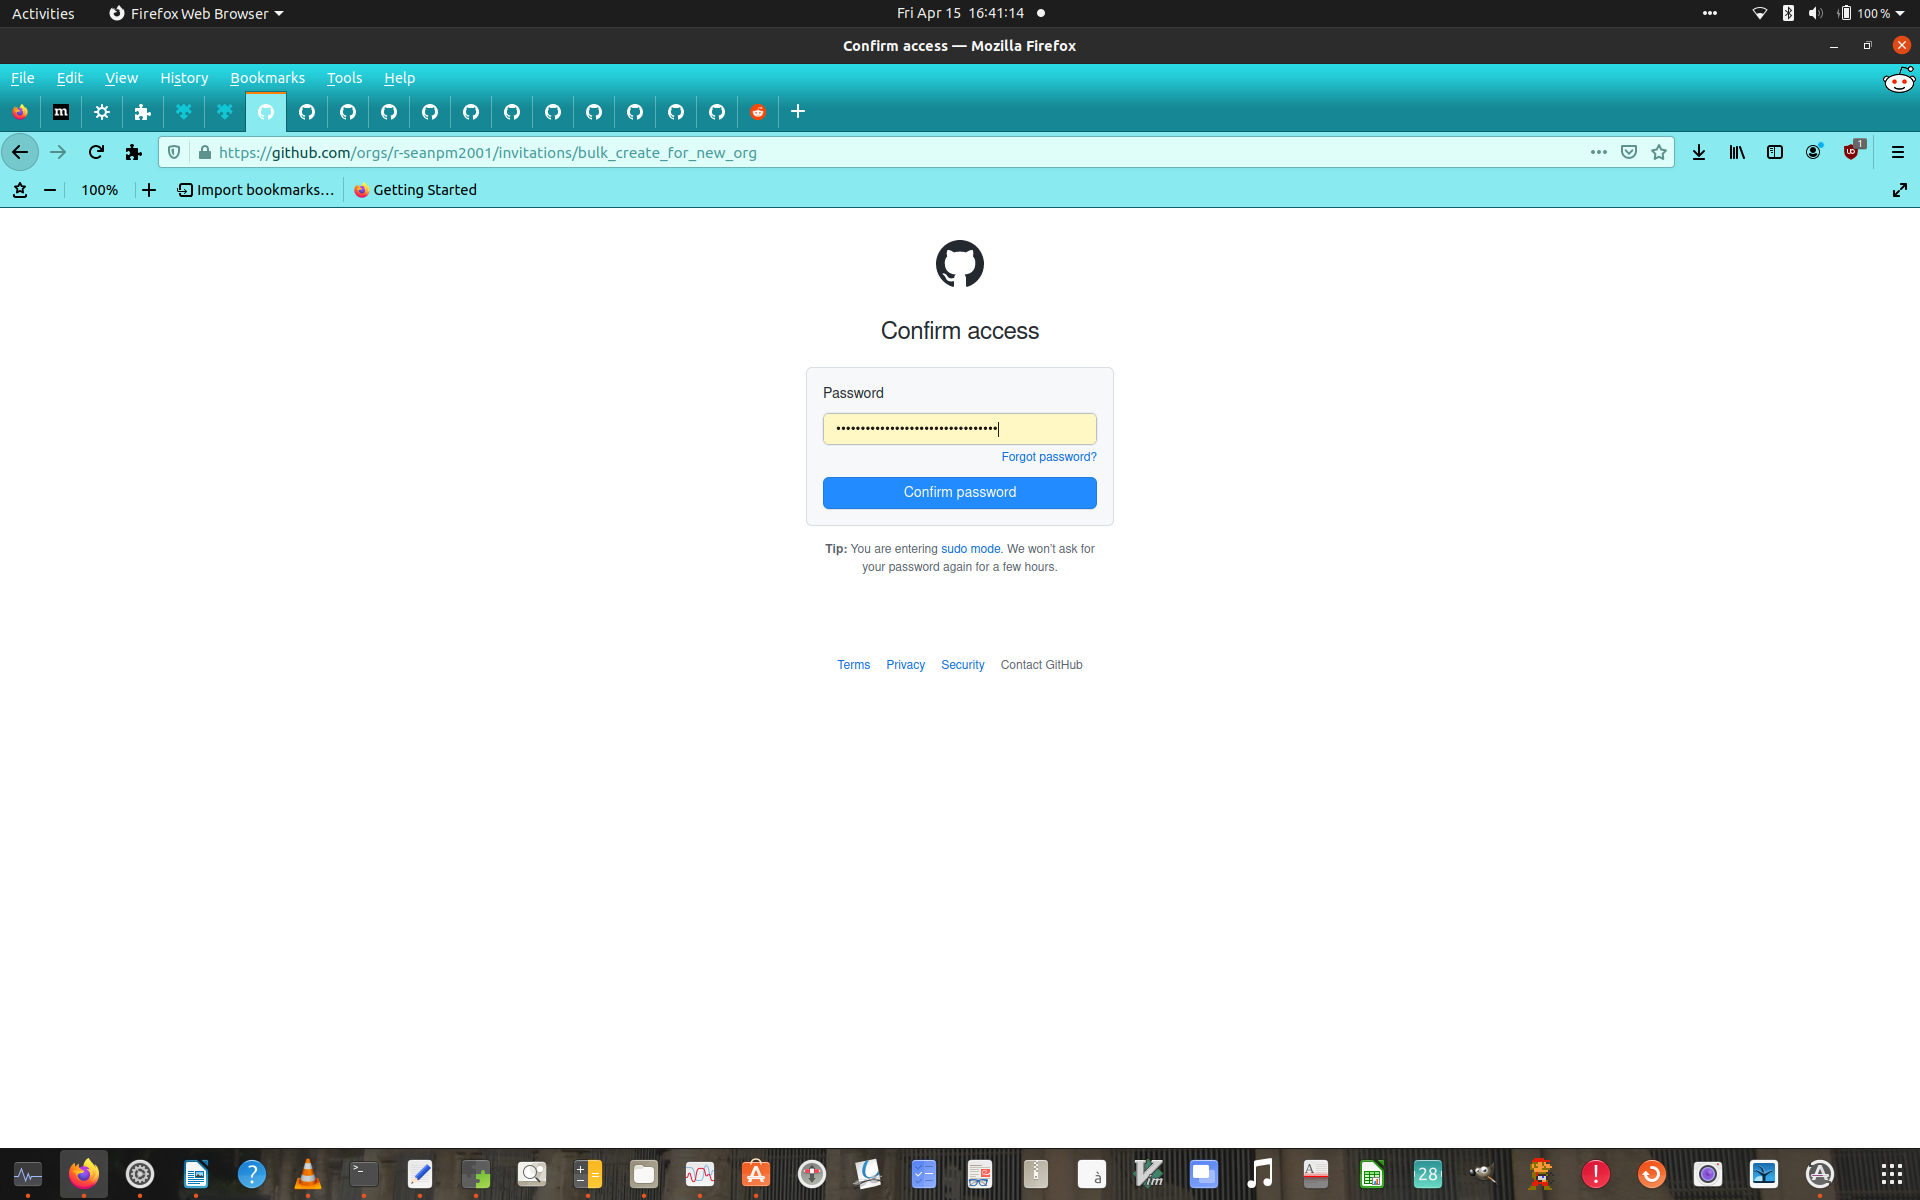 Activities
Firefox Web Browser
Fri Apr 15 16:41:14
100 %
Confirm access — Mozilla Firefox
File Edit View History Bookmarks Tools Help
m
https://github.com/orgs/r-seanpm2001/invitations/bulk_create_for_new_org
1
100%
Import bookmarks...
Getting Started
Confirm access
Password
Forgot password?
Confirm password
Tip: You are entering sudo mode. We won't ask for
your password again for a few hours.
Terms Privacy Security Contact GitHub
28